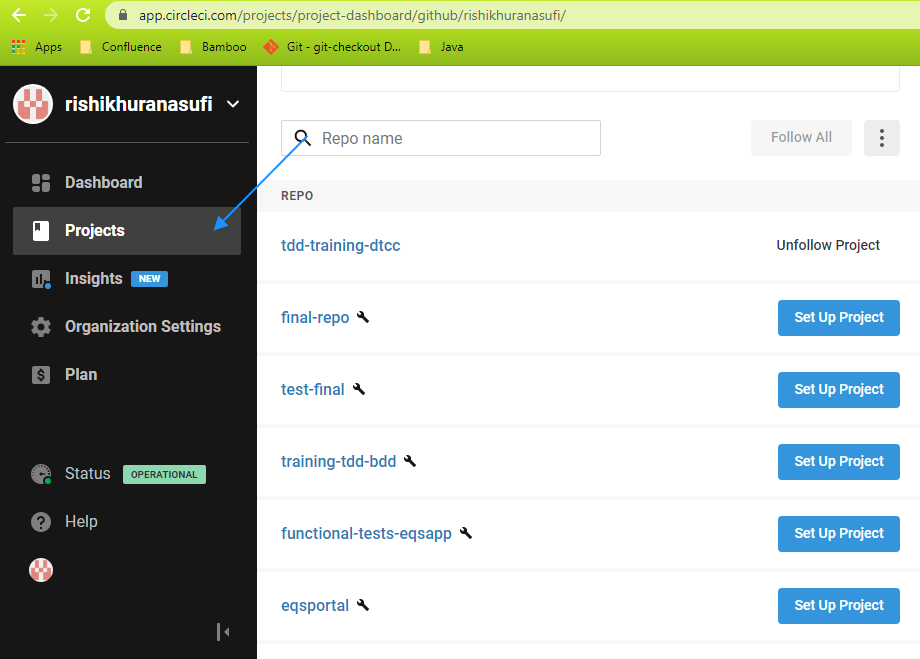 app.circleci.com/projects/project-dashboard/github/rishikhuranasufi/
Apps Confluence Bamboo Git - git-checkout D... Java
rishikhuranasufi
Dashboard
Projects
Insights NEW
Organization Settings
Plan
Status OPERATIONAL
Help
Repo name Follow All
REPO
tdd-training-dtcc Unfollow Project
final-repo Set Up Project
test-final Set Up Project
training-tdd-bdd Set Up Project
functional-tests-eqsapp Set Up Project
eqsportal Set Up Project